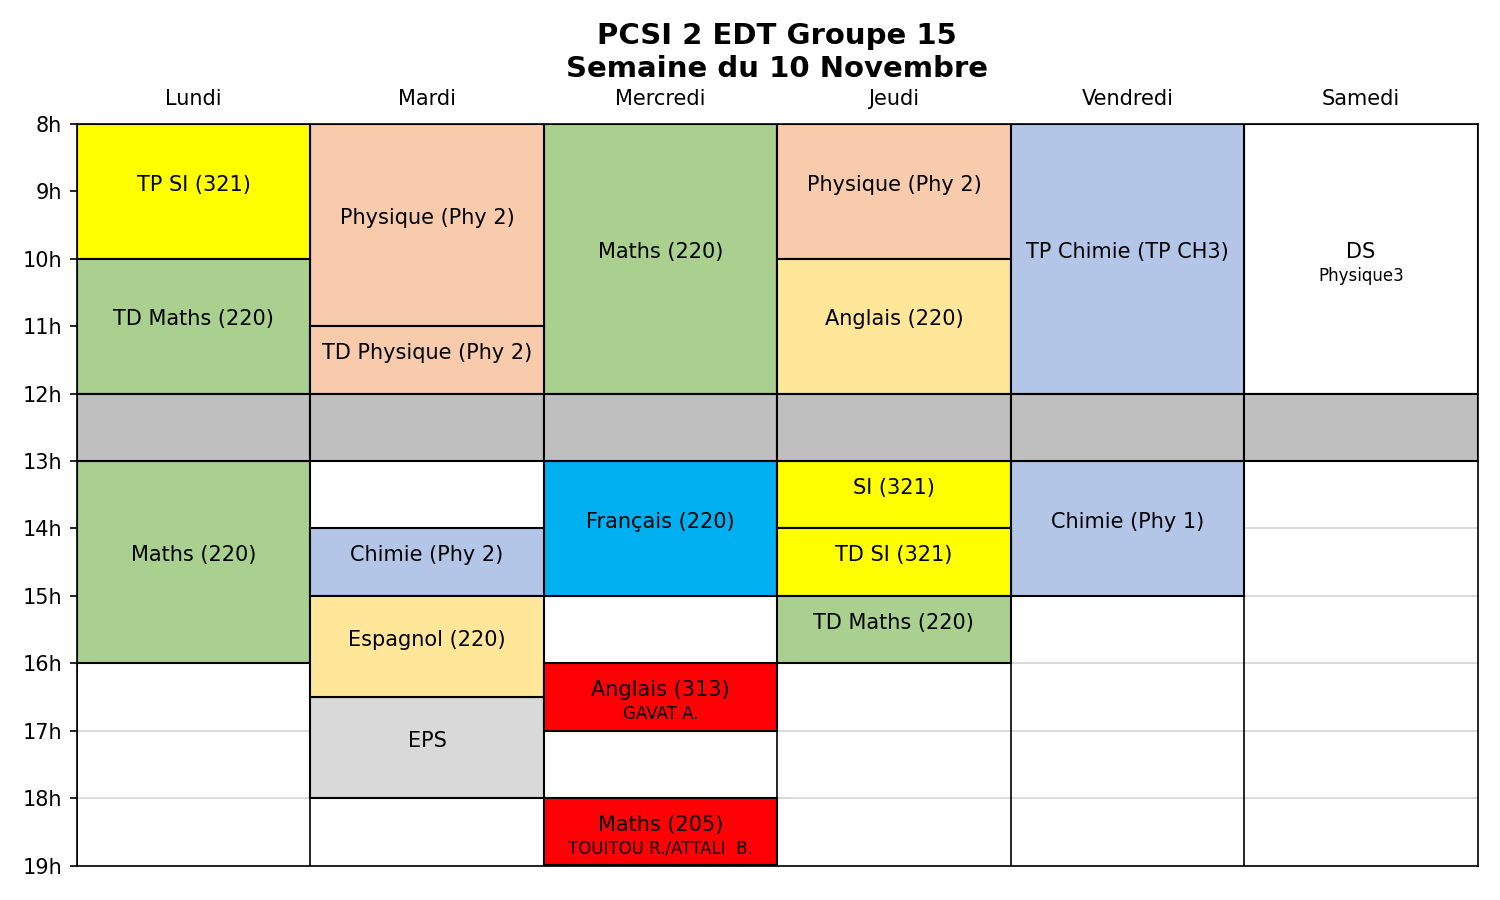 PCSI 2 EDT Groupe 15
Semaine du 10 Novembre
Lundi
Mardi
Mercredi
Jeudi
Vendredi
Samedi
8h
9h
10h
11h
12h
13h
14h
15h
16h
17h
18h
19h
TP SI (321)
TD Maths (220)
Maths (220)
Physique (Phy 2)
TD Physique (Phy 2)
Chimie (Phy 2)
Espagnol (220)
EPS
Maths (220)
Français (220)
Anglais (313)
GAVAT A.
Maths (205)
TOUITOU R./ATTALI  B.
Physique (Phy 2)
Anglais (220)
SI (321)
TD SI (321)
TD Maths (220)
TP Chimie (TP CH3)
Chimie (Phy 1)
DS
Physique3